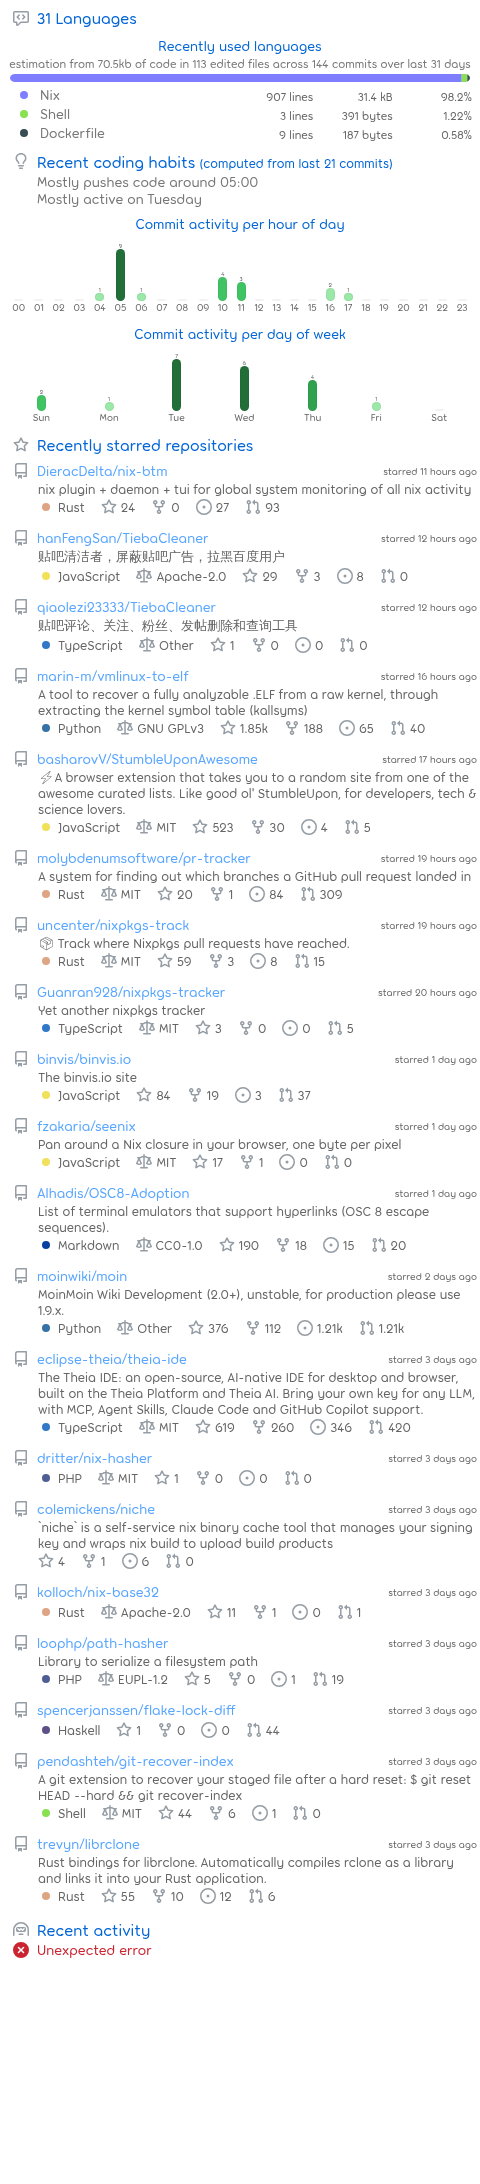 31 Languages
Recently used languages
estimation from 70.5kb of code in 113 edited files across 144 commits over last 31 days
Nix 907 lines 31.4 kB 98.2%
Shell 3 lines 391 bytes 1.22%
Dockerfile 9 lines 187 bytes 0.58%
Recent coding habits (computed from last 21 commits)
Mostly pushes code around 05:00
Mostly active on Tuesday
Commit activity per hour of day
1 9 1 4 3 2 1
00 01 02 03 04 05 06 07 08 09 10 11 12 13 14 15 16 17 18 19 20 21 22 23
Commit activity per day of week
2 1 7 6 4 1
Sun Mon Tue Wed Thu Fri Sat
Recently starred repositories
DieracDelta/nix-btm starred 11 hours ago
nix plugin + daemon + tui for global system monitoring of all nix activity
Rust 24 0 27 93
hanFengSan/TiebaCleaner starred 12 hours ago
贴吧清洁者，屏蔽贴吧广告，拉黑百度用户
JavaScript Apache-2.0 29 3 8 0
qiaolezi23333/TiebaCleaner starred 12 hours ago
贴吧评论、关注、粉丝、发帖删除和查询工具
TypeScript Other 1 0 0 0
marin-m/vmlinux-to-elf starred 16 hours ago
A tool to recover a fully analyzable .ELF from a raw kernel, through
extracting the kernel symbol table (kallsyms)
Python GNU GPLv3 1.85k 188 65 40
basharovV/StumbleUponAwesome starred 17 hours ago
⚡A browser extension that takes you to a random site from one of the
awesome curated lists. Like good ol' StumbleUpon, for developers, tech &
science lovers.
JavaScript MIT 523 30 4 5
molybdenumsoftware/pr-tracker starred 19 hours ago
A system for finding out which branches a GitHub pull request landed in
Rust MIT 20 1 84 309
uncenter/nixpkgs-track starred 19 hours ago
📦 Track where Nixpkgs pull requests have reached.
Rust MIT 59 3 8 15
Guanran928/nixpkgs-tracker starred 20 hours ago
Yet another nixpkgs tracker
TypeScript MIT 3 0 0 5
binvis/binvis.io starred 1 day ago
The binvis.io site
JavaScript 84 19 3 37
fzakaria/seenix starred 1 day ago
Pan around a Nix closure in your browser, one byte per pixel
JavaScript MIT 17 1 0 0
Alhadis/OSC8-Adoption starred 1 day ago
List of terminal emulators that support hyperlinks (OSC 8 escape
sequences).
Markdown CC0-1.0 190 18 15 20
moinwiki/moin starred 2 days ago
MoinMoin Wiki Development (2.0+), unstable, for production please use
1.9.x.
Python Other 376 112 1.21k 1.21k
eclipse-theia/theia-ide starred 3 days ago
The Theia IDE: an open-source, AI-native IDE for desktop and browser,
built on the Theia Platform and Theia AI. Bring your own key for any LLM,
with MCP, Agent Skills, Claude Code and GitHub Copilot support.
TypeScript MIT 619 260 346 420
dritter/nix-hasher starred 3 days ago
PHP MIT 1 0 0 0
colemickens/niche starred 3 days ago
`niche` is a self-service nix binary cache tool that manages your signing
key and wraps nix build to upload build products
4 1 6 0
kolloch/nix-base32 starred 3 days ago
Rust Apache-2.0 11 1 0 1
loophp/path-hasher starred 3 days ago
Library to serialize a filesystem path
PHP EUPL-1.2 5 0 1 19
spencerjanssen/flake-lock-diff starred 3 days ago
Haskell 1 0 0 44
pendashteh/git-recover-index starred 3 days ago
A git extension to recover your staged file after a hard reset: $ git reset
HEAD --hard && git recover-index
Shell MIT 44 6 1 0
trevyn/librclone starred 3 days ago
Rust bindings for librclone. Automatically compiles rclone as a library
and links it into your Rust application.
Rust 55 10 12 6
Recent activity
Unexpected error